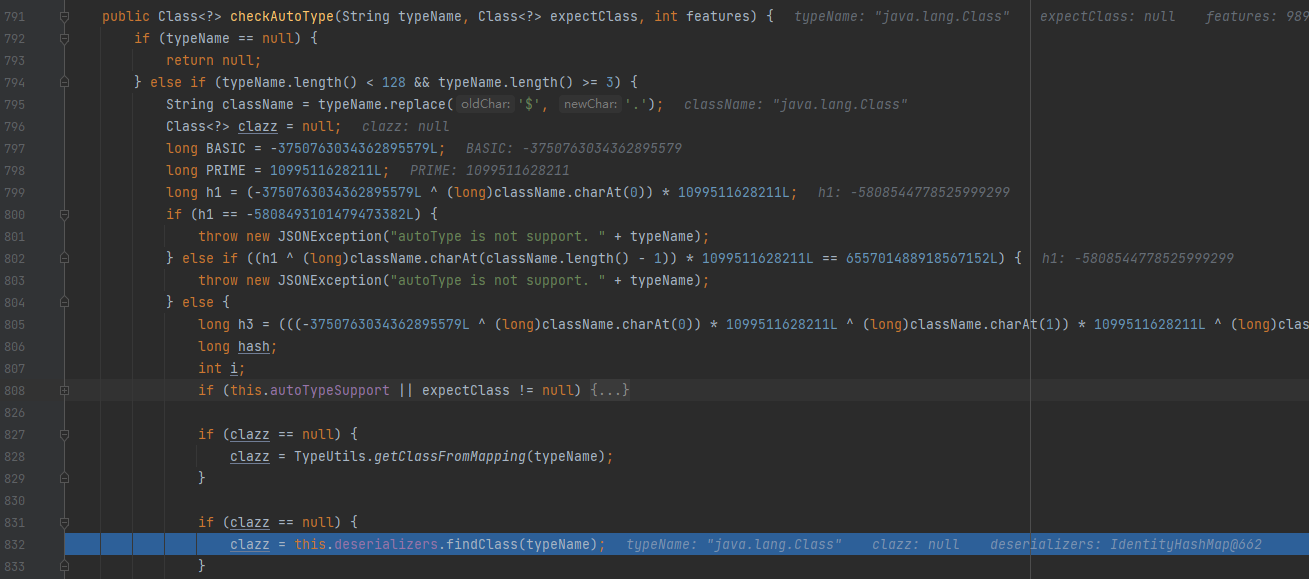 791 public Class<?> checkAutoType(String typeName, Class<?> expectClass, int features) { typeName: "java.lang.Class" expectClass: null features: 989
792 if (typeName == null) {
793 return null;
794 } else if (typeName.length() < 128 && typeName.length() >= 3) {
795 String className = typeName.replace( oldChar: '$', newChar: '.'); className: "java.lang.Class"
796 Class<?> clazz = null; clazz: null
797 long BASIC = -3750763034362895579L; BASIC: -3750763034362895579
798 long PRIME = 1099511628211L; PRIME: 1099511628211
799 long h1 = (-3750763034362895579L ^ (long)className.charAt(0)) * 1099511628211L; h1: -5808544778525999299
800 if (h1 == -5808493101479473382L) {
801 throw new JSONException("autoType is not support. " + typeName);
802 } else if ((h1 ^ (long)className.charAt(className.length() - 1)) * 1099511628211L == 655701488918567152L) { h1: -5808544778525999299
803 throw new JSONException("autoType is not support. " + typeName);
804 } else {
805 long h3 = (((-3750763034362895579L ^ (long)className.charAt(0)) * 1099511628211L ^ (long)className.charAt(1)) * 1099511628211L ^ (long)clas
806 long hash;
807 int i;
808 if (this.autoTypeSupport || expectClass != null) {...}
826
827 if (clazz == null) {
828 clazz = TypeUtils.getClassFromMapping(typeName);
829 }
830
831 if (clazz == null) {
832 clazz = this.deserializers.findClass(typeName); typeName: "java.lang.Class" clazz: null deserializers: IdentityHashMap@662
833 }